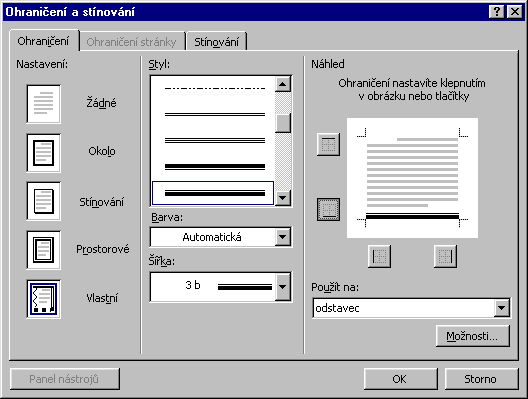 Ohraničení a stínování
Ohraničení
Ohraničení stránky
Stínování
Nastavení:
Žádné
Okolo
Stínování
Prostorové
Vlastní
Styl:
Barva:
Automatická
Šířka:
3 b
Náhled
Ohraničení nastavíte klepnutím
v obrázku nebo tlačítky
Použít na:
odstavec
Možnosti...
Panel nástrojů
OK
Storno